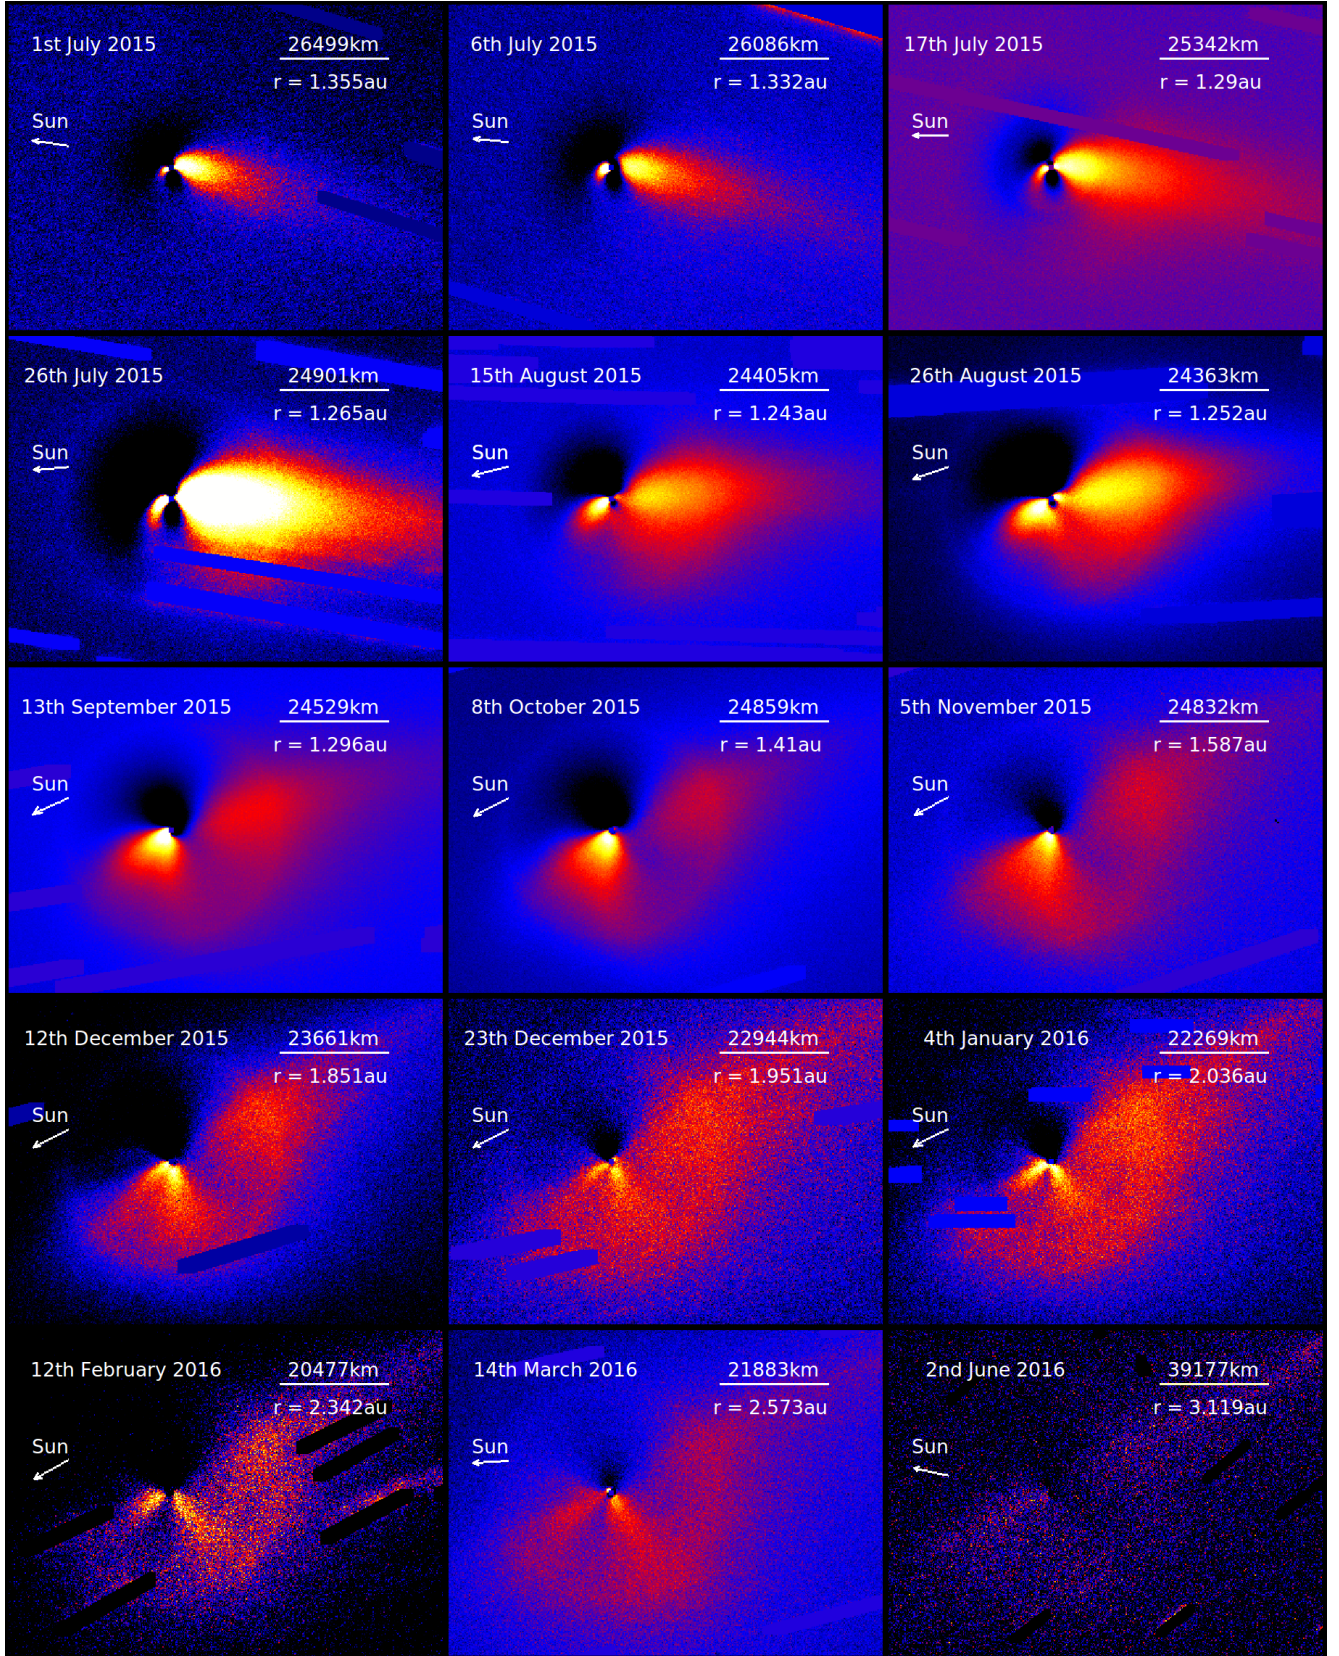 1st July 2015
26499km
r = 1.355au
Sun
6th July 2015
26086km
r = 1.332au
17th July 2015
25342km
r = 1.29au
Sun
26th July 2015
24901km
r = 1.265au
Sun
15th August 2015
24405km
r = 1.243au
26th August 2015
24363km
r = 1.252au
Sun
13th September 2015
24529km
r = 1.296au
Sun
8th October 2015
24859km
r = 1.41au
Sun
5th November 2015
24832km
r = 1.587au
Sun
12th December 2015
23661km
r = 1.851au
Sun
23th December 2015
22944km
r = 1.951au
Sun
4th January 2016
22269km
r = 2.036au
Sun
12th February 2016
20477km
r = 2.342au
Sun
14th March 2016
21883km
r = 2.573au
Sun
2nd June 2016
39177km
r = 3.119au
Sun